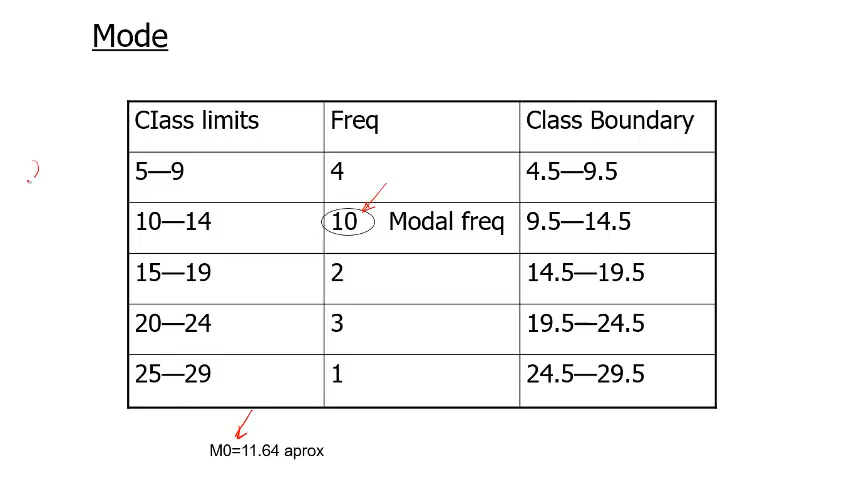 Mode
Class limits Freq Class Boundary
5—9 4 4.5—9.5
10—14 10 Modal freq 9.5—14.5
15—19 2 14.5—19.5
20—24 3 19.5—24.5
25—29 1 24.5—29.5
M0=11.64 aprox